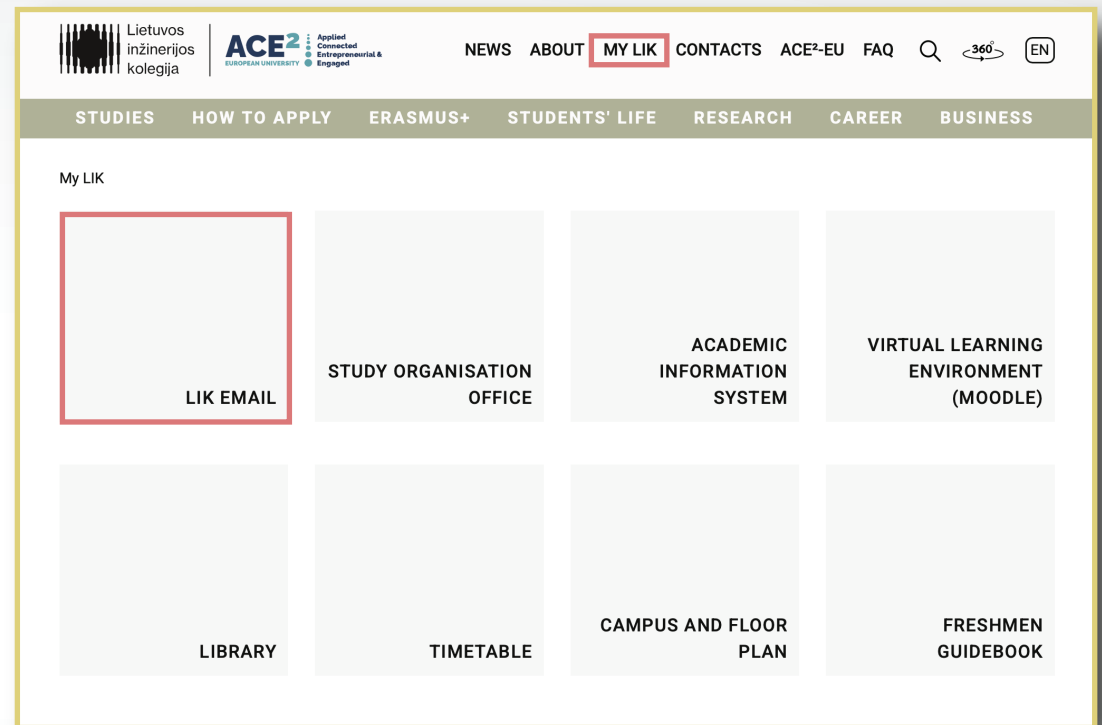 Lietuvos
inžinerijos
kolegija
ACE²
EUROPEAN UNIVERSITY
Applied
Connected
Entrepreneurial &
Engaged
NEWS ABOUT MY LIK CONTACTS ACE²-EU FAQ 360° EN
STUDIES HOW TO APPLY ERASMUS+ STUDENTS' LIFE RESEARCH CAREER BUSINESS
My LIK
LIK EMAIL
STUDY ORGANISATION
OFFICE
ACADEMIC
INFORMATION
SYSTEM
VIRTUAL LEARNING
ENVIRONMENT
(MOODLE)
LIBRARY
TIMETABLE
CAMPUS AND FLOOR
PLAN
FRESHMEN
GUIDEBOOK